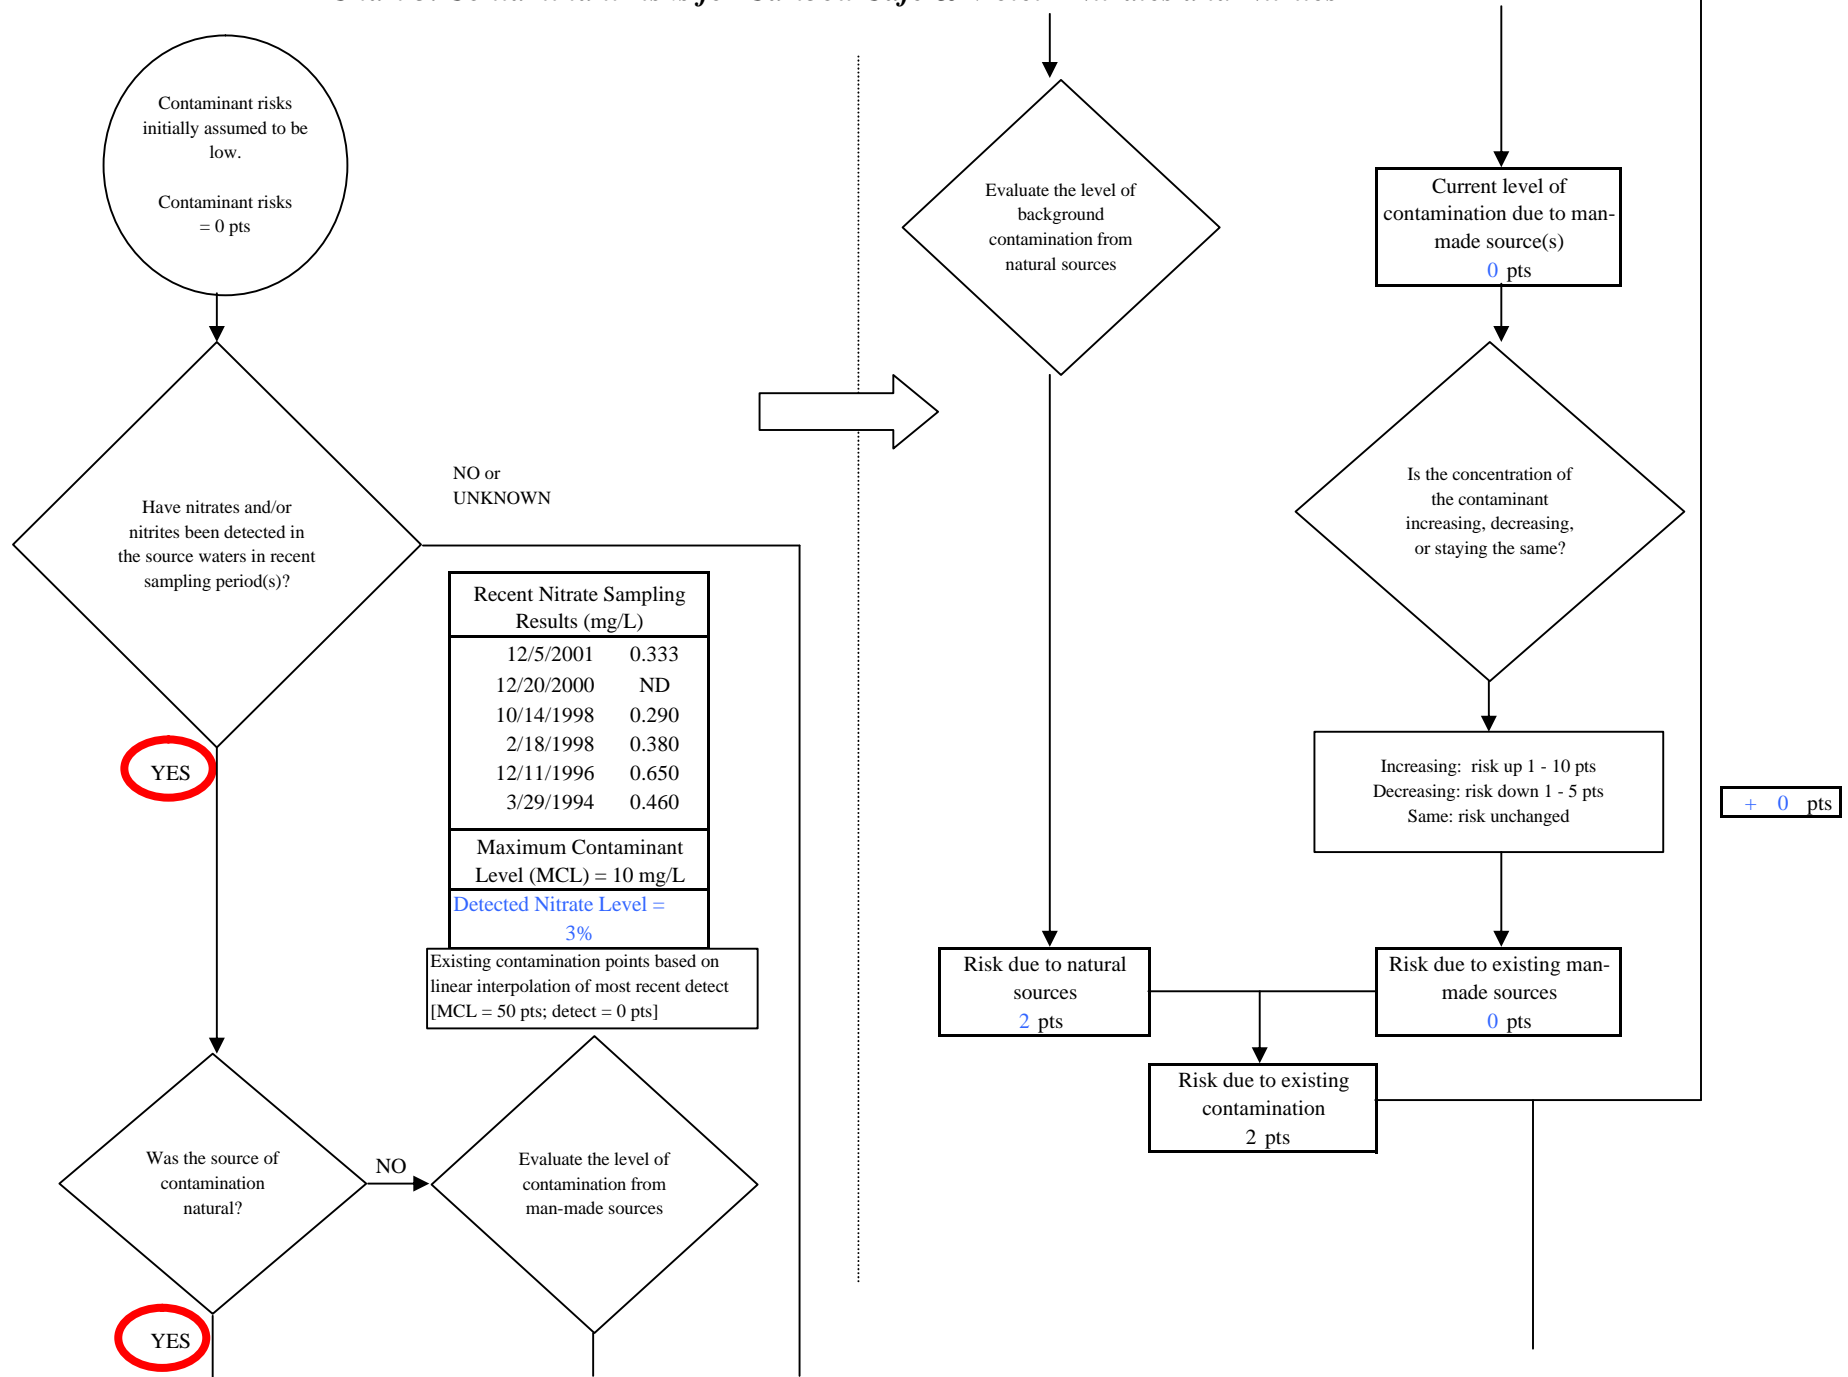 Contaminant risks
initially assumed to be
low.
Contaminant risks
= 0 pts
Have nitrates and/or
nitrites been detected in
the source waters in recent
sampling period(s)?
NO or
UNKNOWN
YES
Recent Nitrate Sampling
Results (mg/L)
12/5/2001 0.333
12/20/2000 ND
10/14/1998 0.290
2/18/1998 0.380
12/11/1996 0.650
3/29/1994 0.460
Maximum Contaminant
Level (MCL) = 10 mg/L
Detected Nitrate Level =
3%
Existing contamination points based on
linear interpolation of most recent detect
[MCL = 50 pts; detect = 0 pts]
Was the source of
contamination
natural?
NO
Evaluate the level of
contamination from
man-made sources
YES
Evaluate the level of
background
contamination from
natural sources
Current level of
contamination due to man-
made source(s)
0 pts
Is the concentration of
the contaminant
increasing, decreasing,
or staying the same?
Increasing: risk up 1 - 10 pts
Decreasing: risk down 1 - 5 pts
Same: risk unchanged
+ 0 pts
Risk due to natural
sources
2 pts
Risk due to existing man-
made sources
0 pts
Risk due to existing
contamination
2 pts